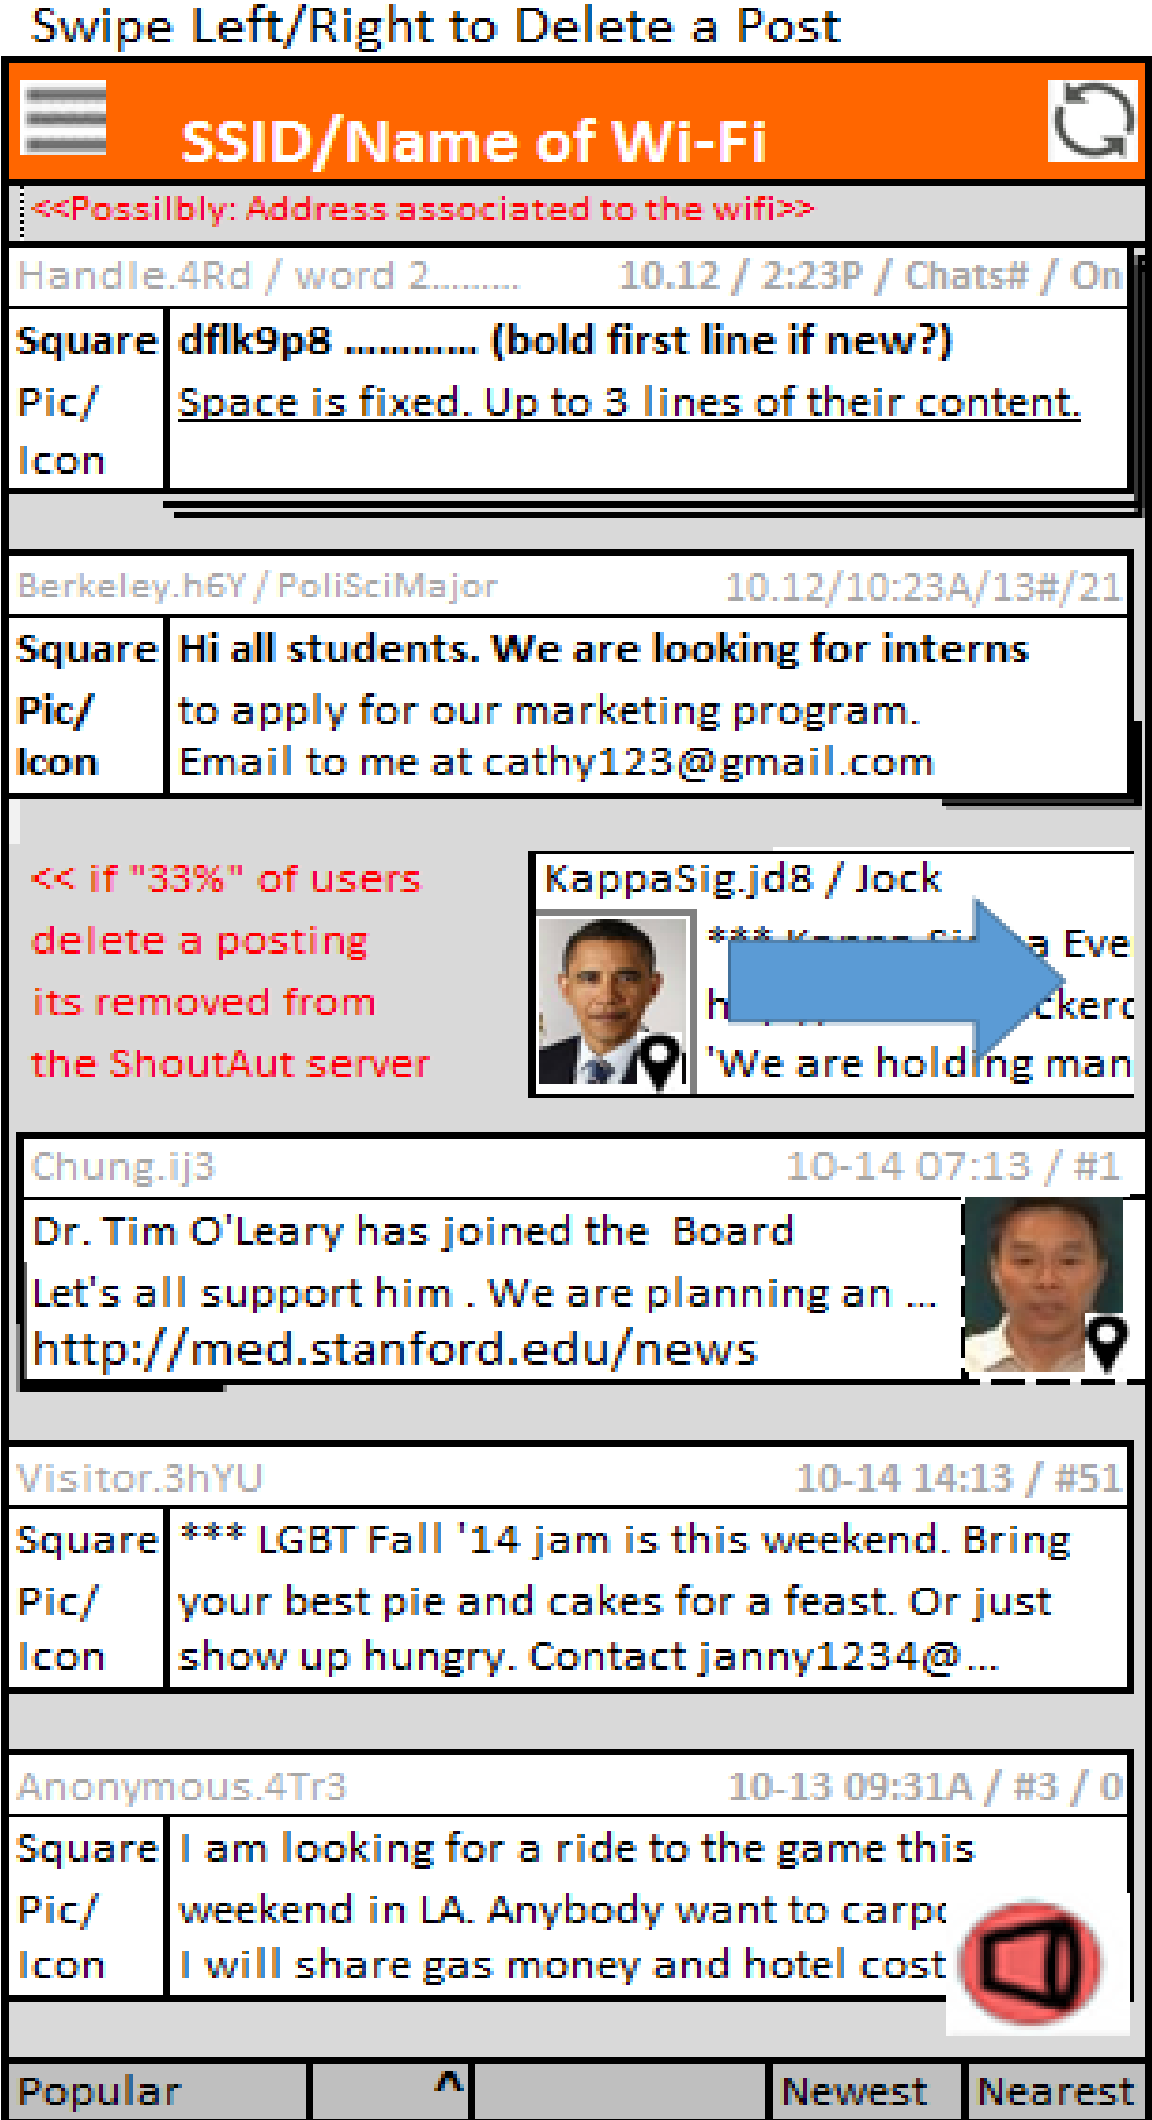 Swipe Left/Right to Delete a Post
SSID/Name of Wi-Fi
<<Possilbly: Address associated to the wifi>>
Handle.4Rd / word 2......... 10.12 / 2:23P / Chats# / On
Square dflk9p8 ............ (bold first line if new?)
Pic/ Space is fixed. Up to 3 lines of their content.
Icon
Berkeley.h6Y / PoliSciMajor 10.12/10:23A/13#/21
Square Hi all students. We are looking for interns
Pic/ to apply for our marketing program.
Icon Email to me at cathy123@gmail.com
<< if "33%" of users
delete a posting
its removed from
the ShoutAut server
KappaSig.jd8 / Jock
*** a Eve
'We are holding man
Chung.ij3 10-14 07:13 / #1
Dr. Tim O'Leary has joined the Board
Let's all support him . We are planning an ...
http://med.stanford.edu/news
Visitor.3hYU 10-14 14:13 / #51
Square *** LGBT Fall '14 jam is this weekend. Bring
Pic/ your best pie and cakes for a feast. Or just
Icon show up hungry. Contact janny1234@...
Anonymous.4Tr3 10-13 09:31A / #3 / 0
Square I am looking for a ride to the game this
Pic/ weekend in LA. Anybody want to carpo
Icon I will share gas money and hotel cost
Popular ^ Newest Nearest